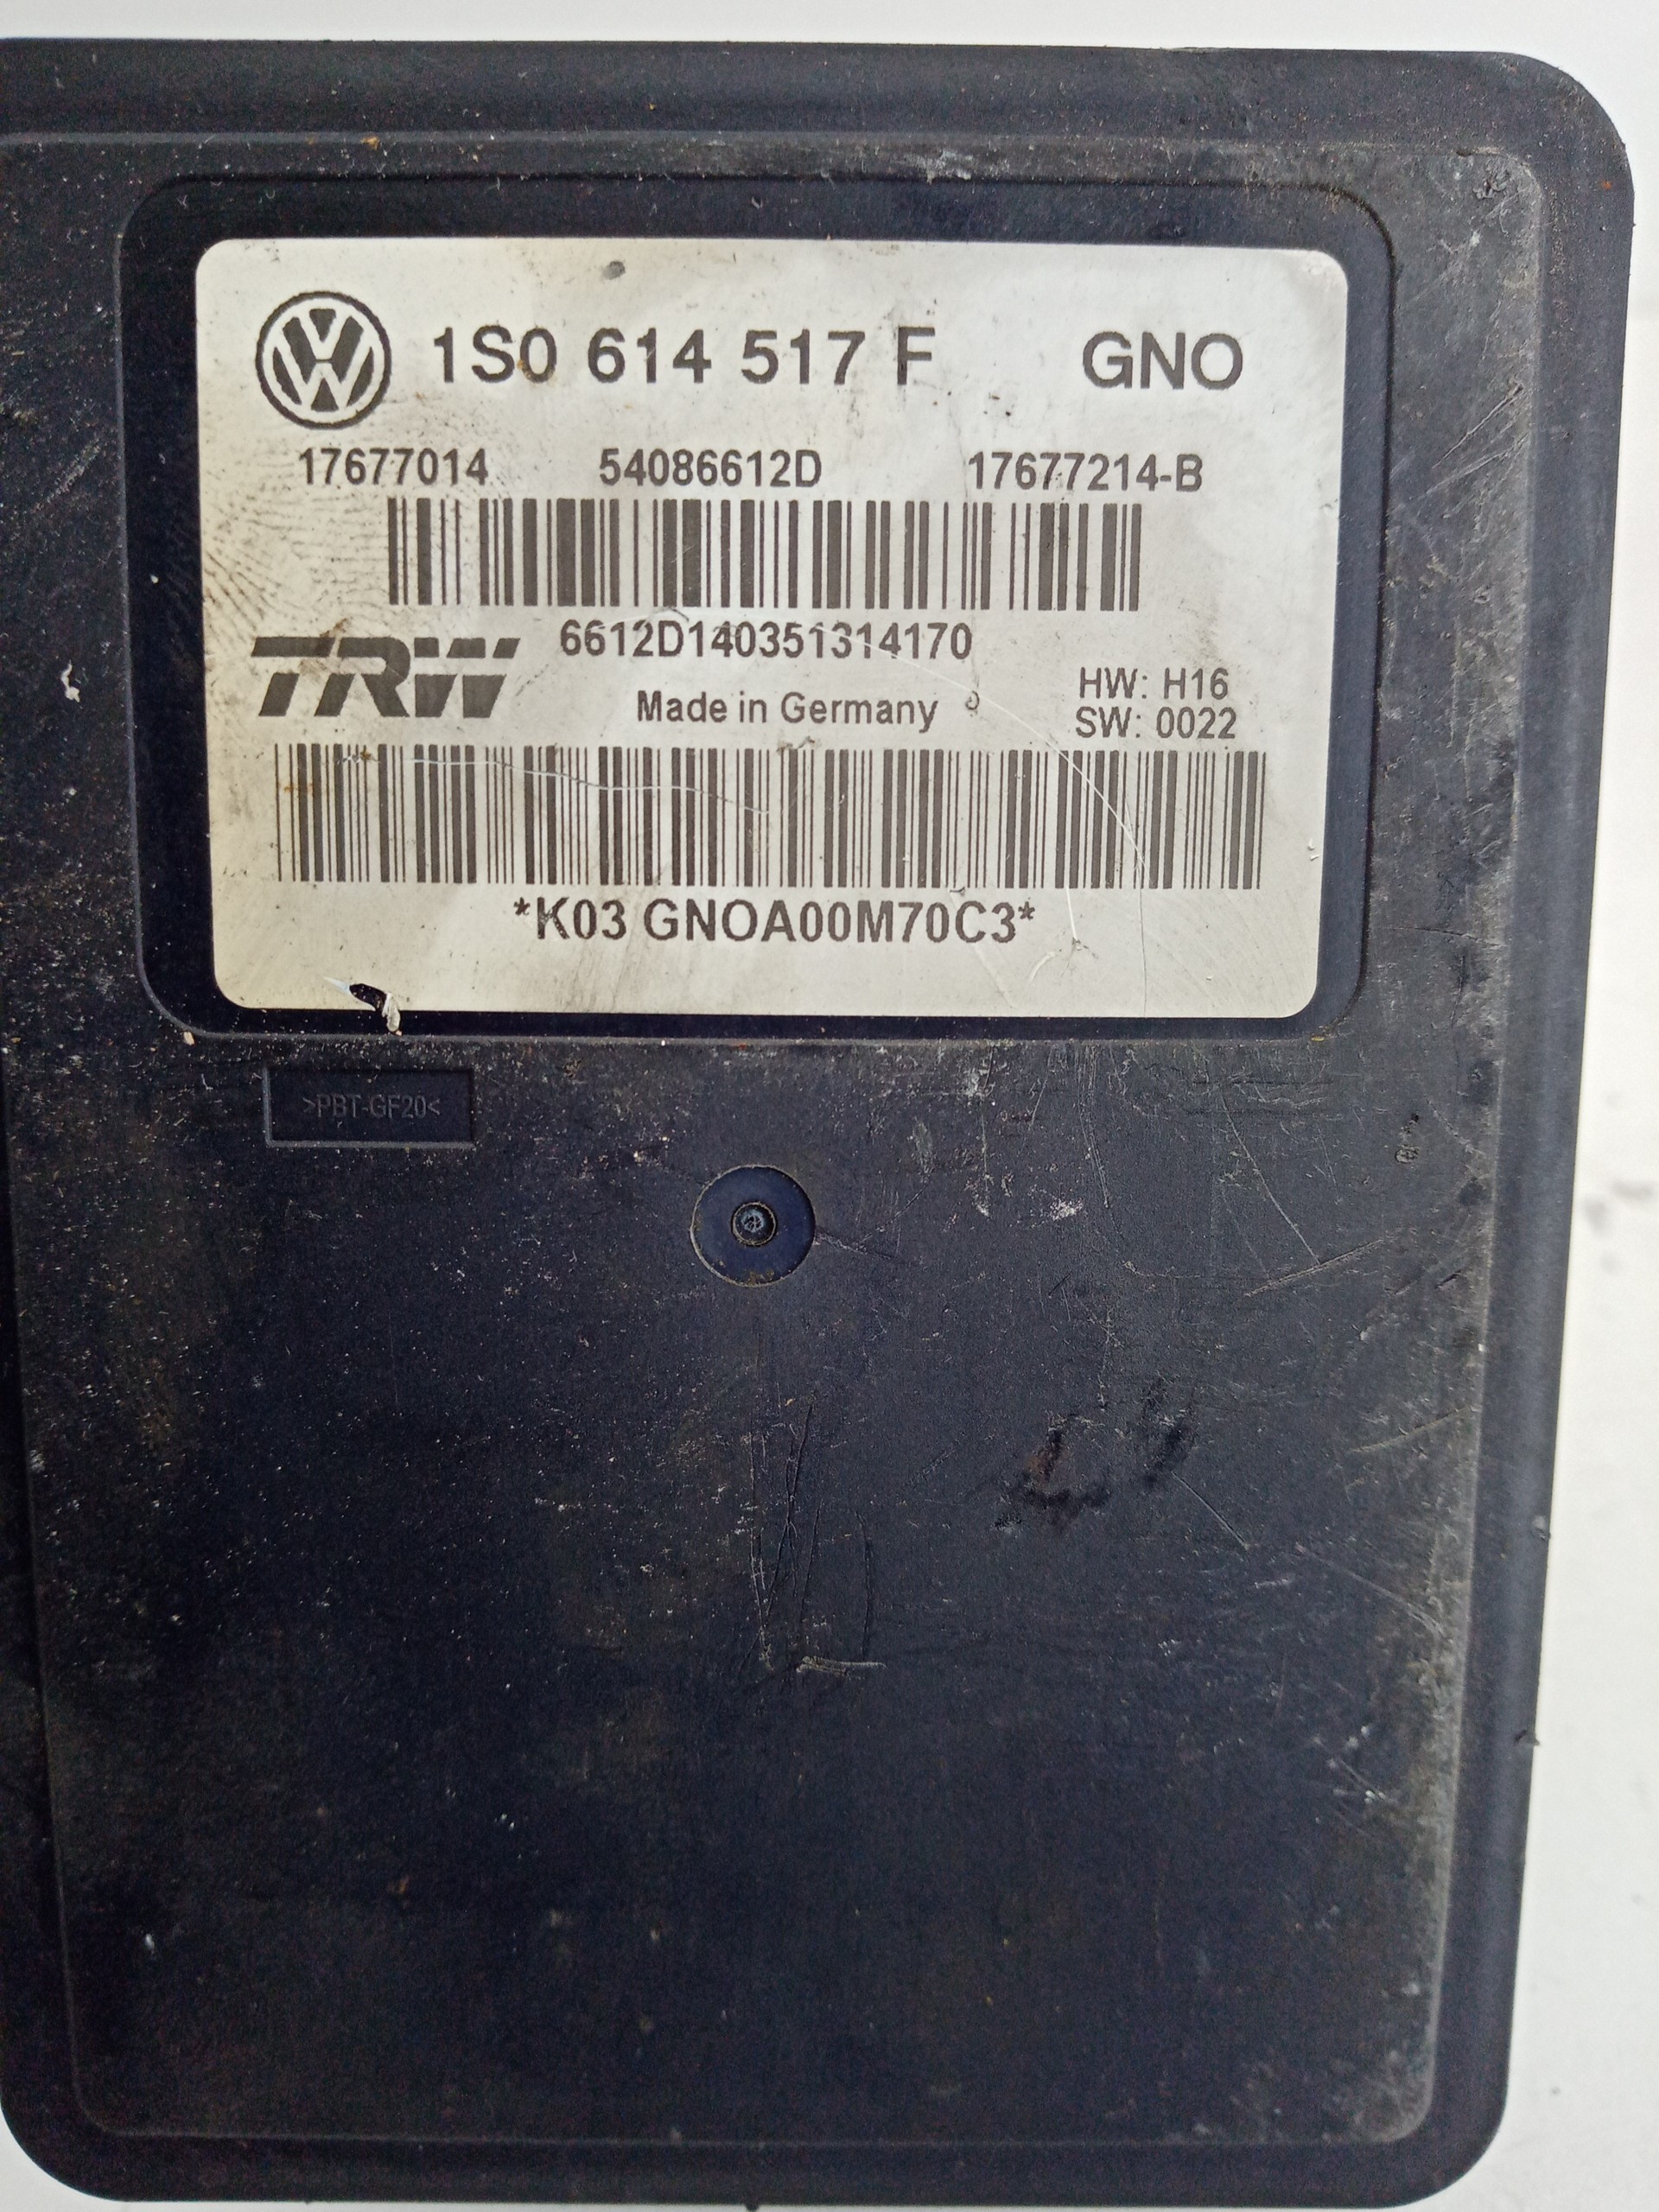 1S0 614 517 F GNO
17677014 54086612D 17677214-B
TRW 6612D140351314170
Made in Germany
HW: H16
SW: 0022
*K03 GNOA00M70C3*
>PBT-GF20<